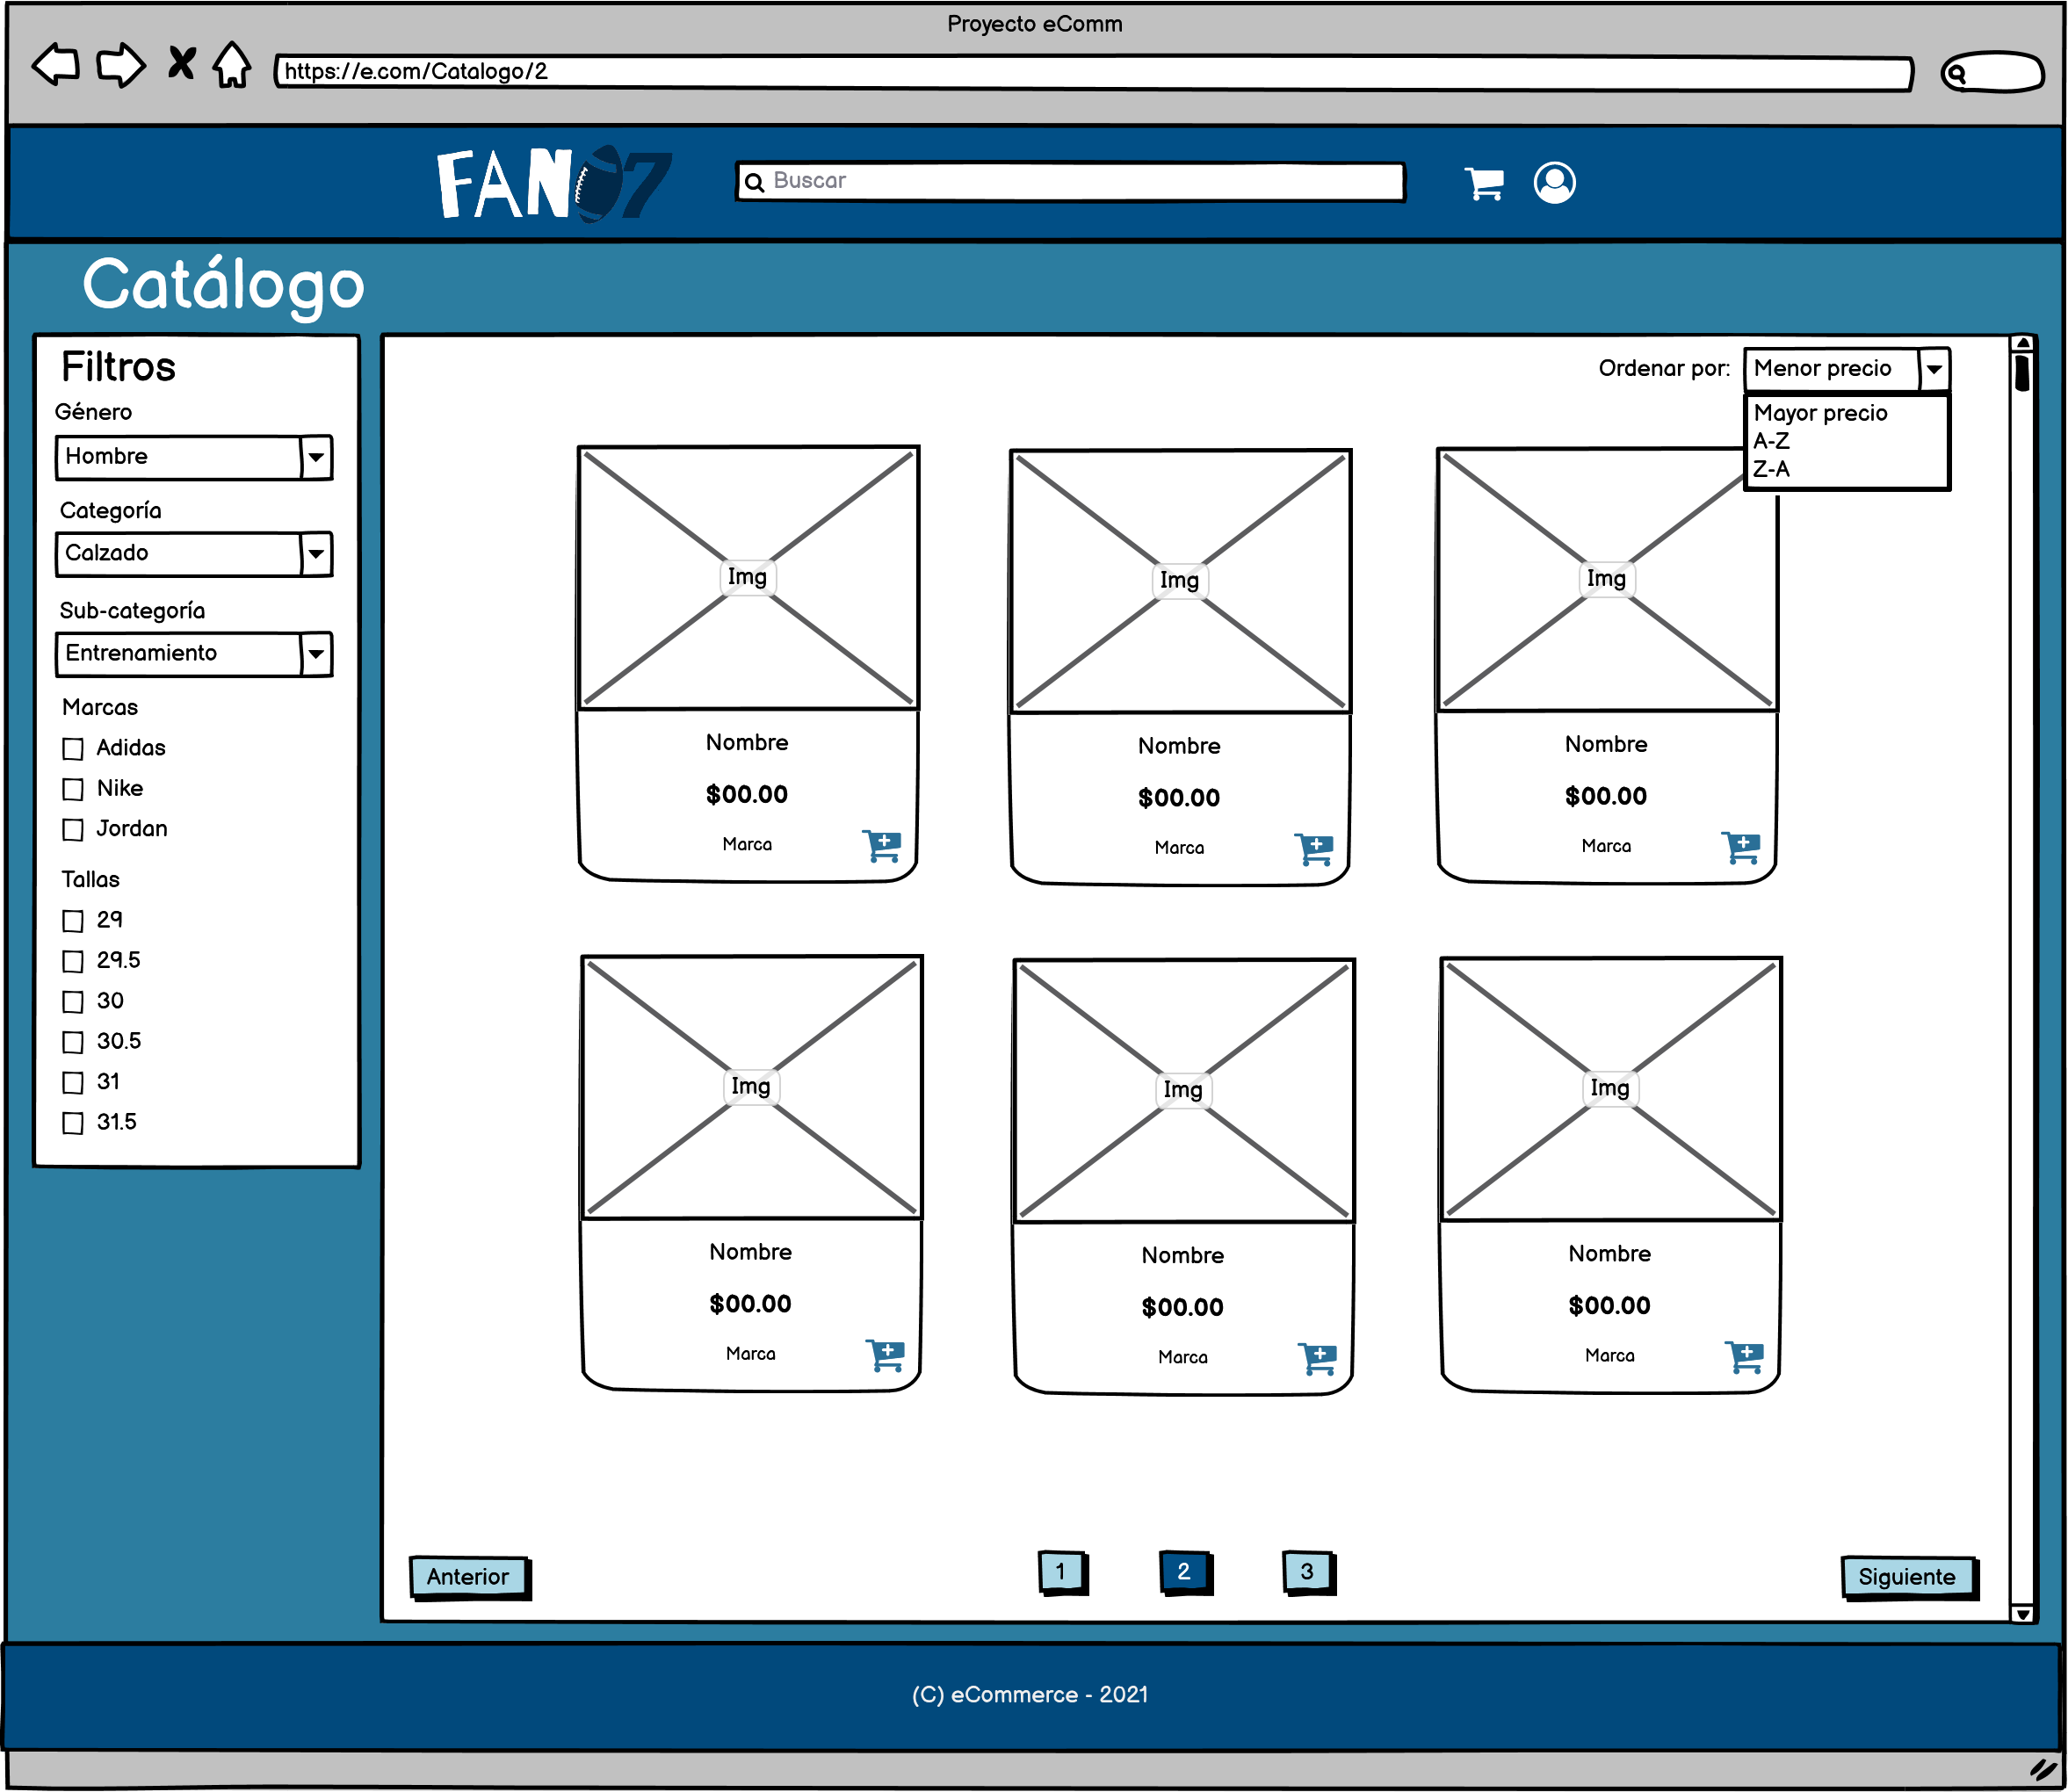 Proyecto eComm
https://e.com/Catalogo/2
FAN 7
Buscar
Catálogo
Filtros
Género
Hombre
Categoría
Calzado
Sub-categoría
Entrenamiento
Marcas
Adidas
Nike
Jordan
Tallas
29
29.5
30
30.5
31
31.5
Ordenar por: Menor precio
Mayor precio
A-Z
Z-A
Img Img Img
Nombre Nombre Nombre
$00.00 $00.00 $00.00
Marca Marca Marca
Img Img Img
Nombre Nombre Nombre
$00.00 $00.00 $00.00
Marca Marca Marca
Anterior 1 2 3 Siguiente
(C) eCommerce - 2021